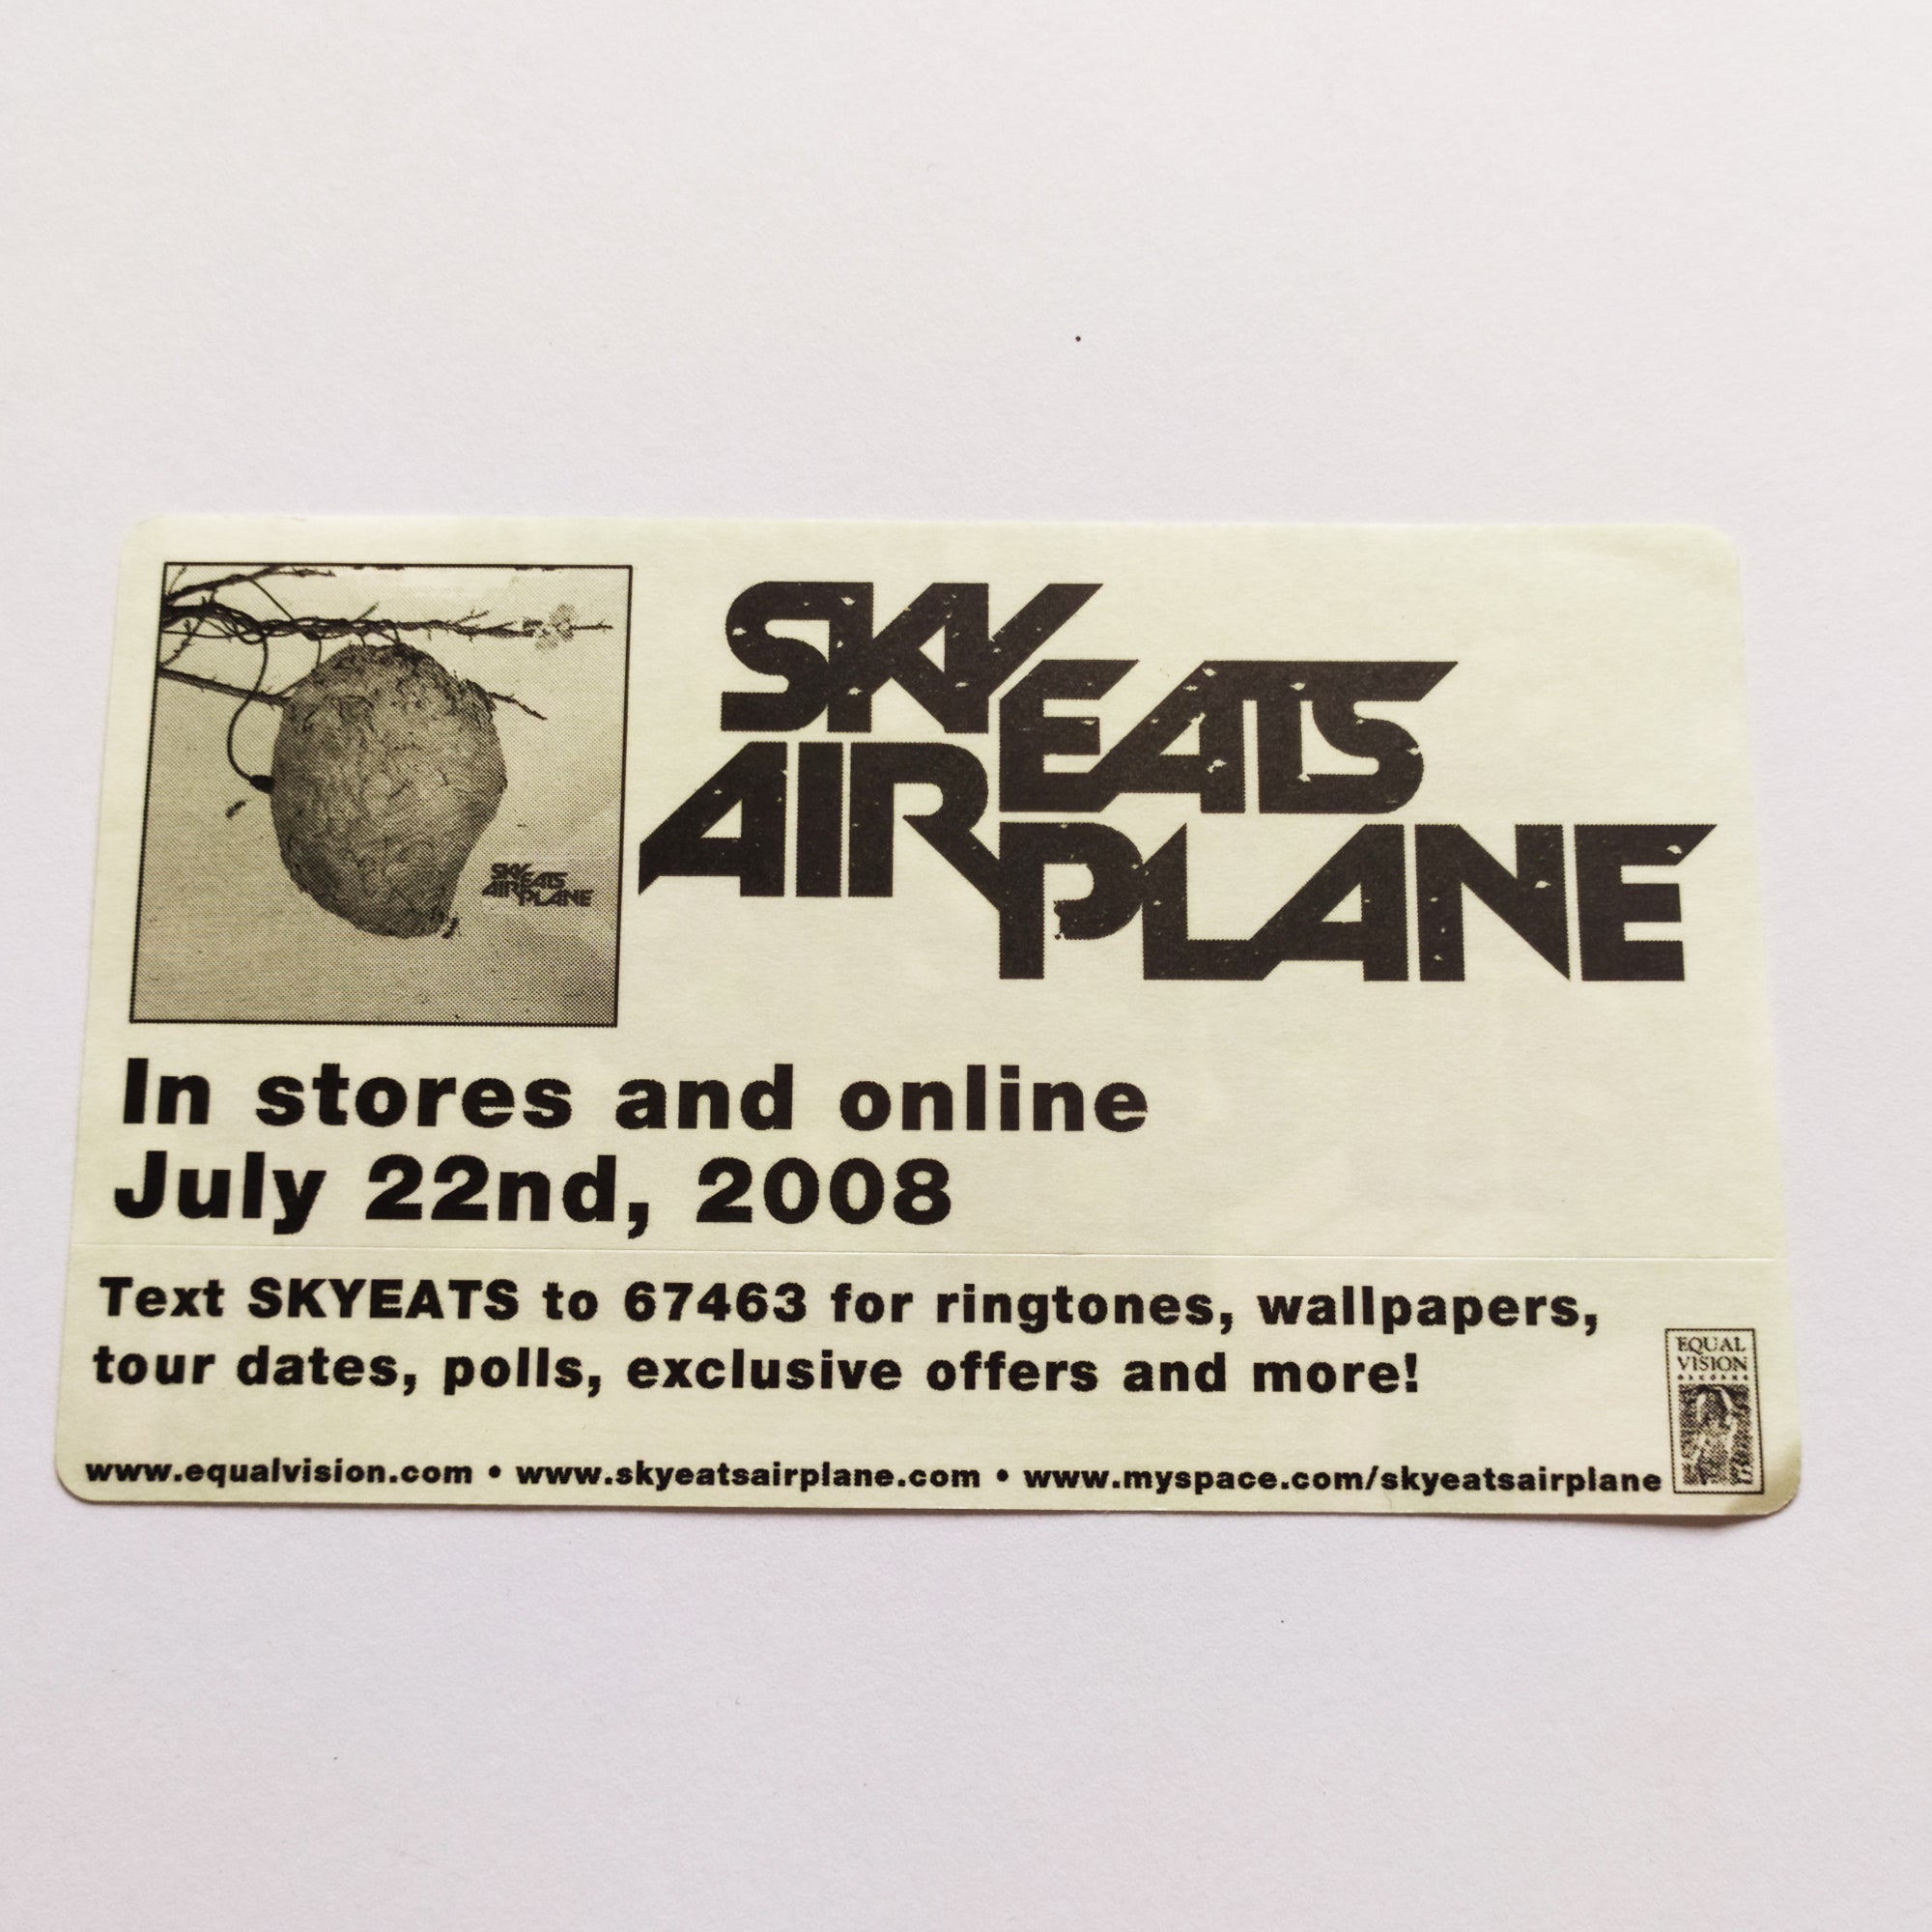 SKY EATS
AIRPLANE
SKY EATS
AIRPLANE
In stores and online
July 22nd, 2008
Text SKYEATS to 67463 for ringtones, wallpapers,
tour dates, polls, exclusive offers and more!
EQUAL
VISION
RECORDS
www.equalvision.com • www.skyeatsairplane.com • www.myspace.com/skyeatsairplane